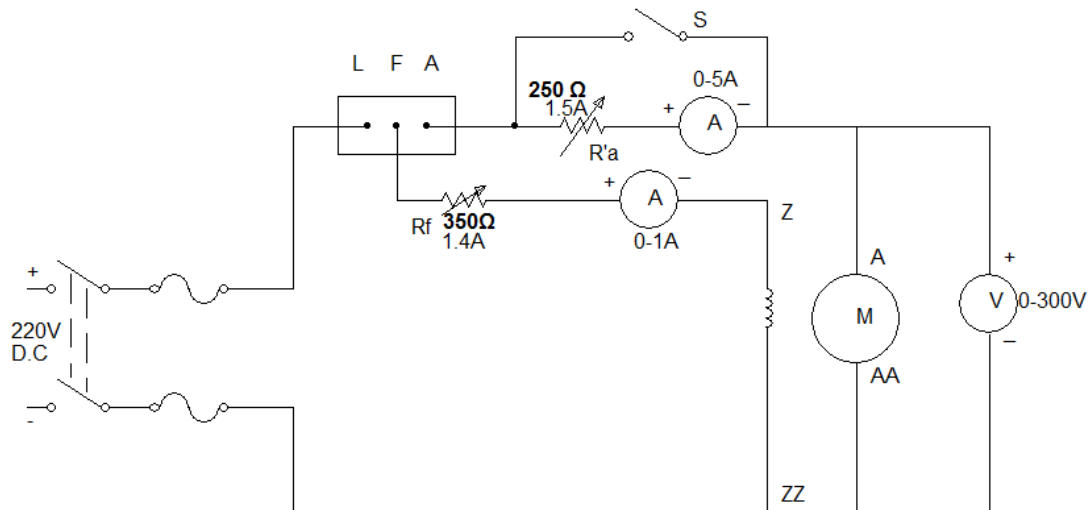 S
L F A
0-5A
250 Ω
1.5A
+ A –
R'a
+ A –
Rf 350Ω
1.4A
0-1A
Z
A
+
+
220V
D.C
M
V 0-300V
–
AA
-
ZZ